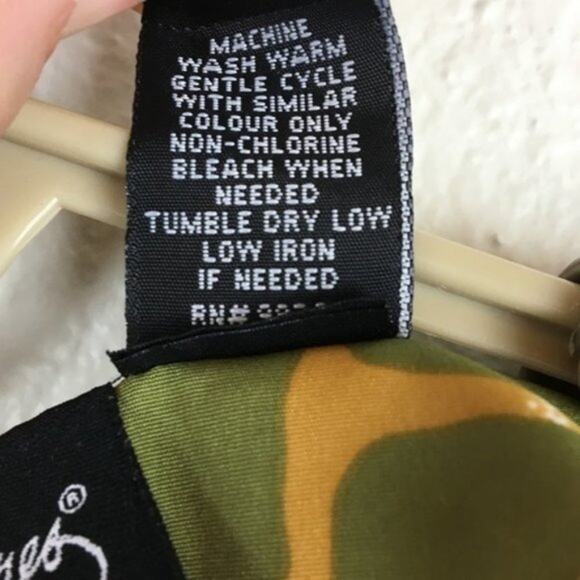 MACHINE
WASH WARM
GENTLE CYCLE
WITH SIMILAR
COLOUR ONLY
NON-CHLORINE
BLEACH WHEN
NEEDED
TUMBLE DRY LOW
LOW IRON
IF NEEDED
RN#
®